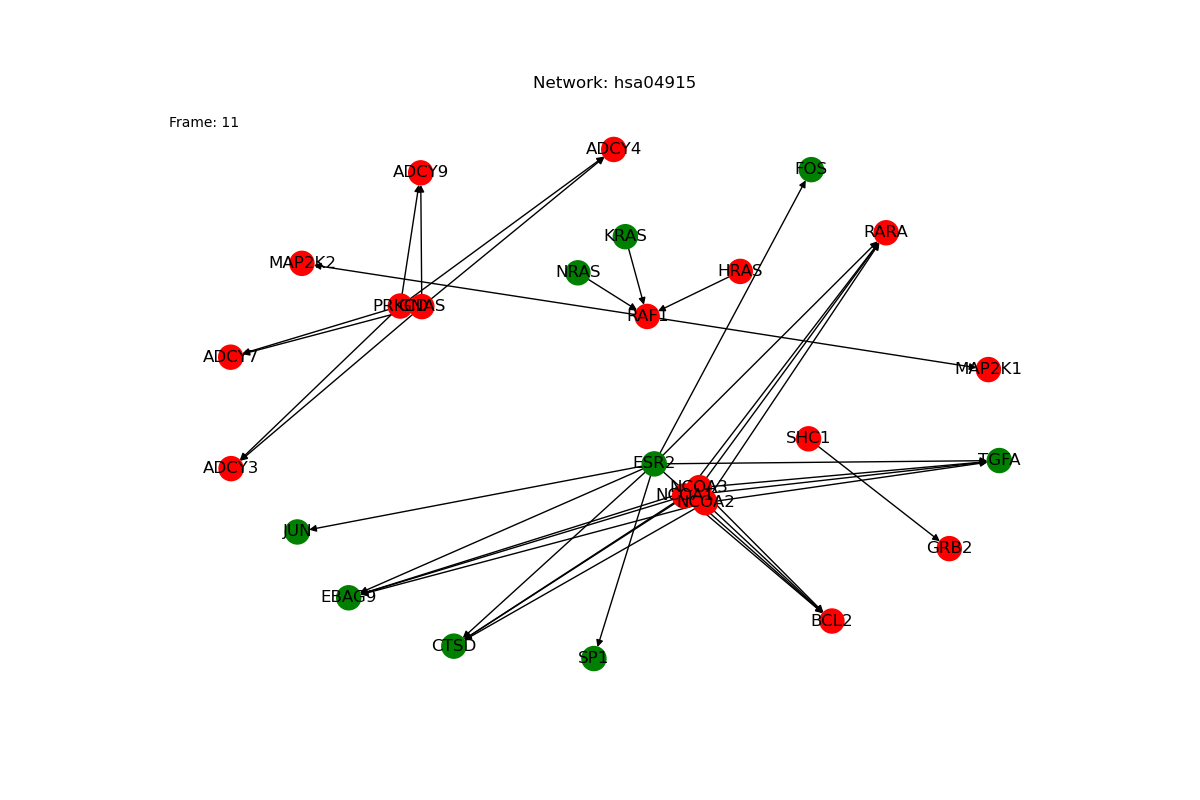 Network: hsa04915
Frame: 11
ADCY4
ADCY9
FOS
RARA
KRAS
MAP2K2
NRAS
HRAS
GNAS
RAF1
ADCY7
MAP2K1
SHC1
TGFA
ESR2
ADCY3
NCOA3
NCOA1
NCOA2
JUN
GRB2
EBAG9
BCL2
CTSD
SP1